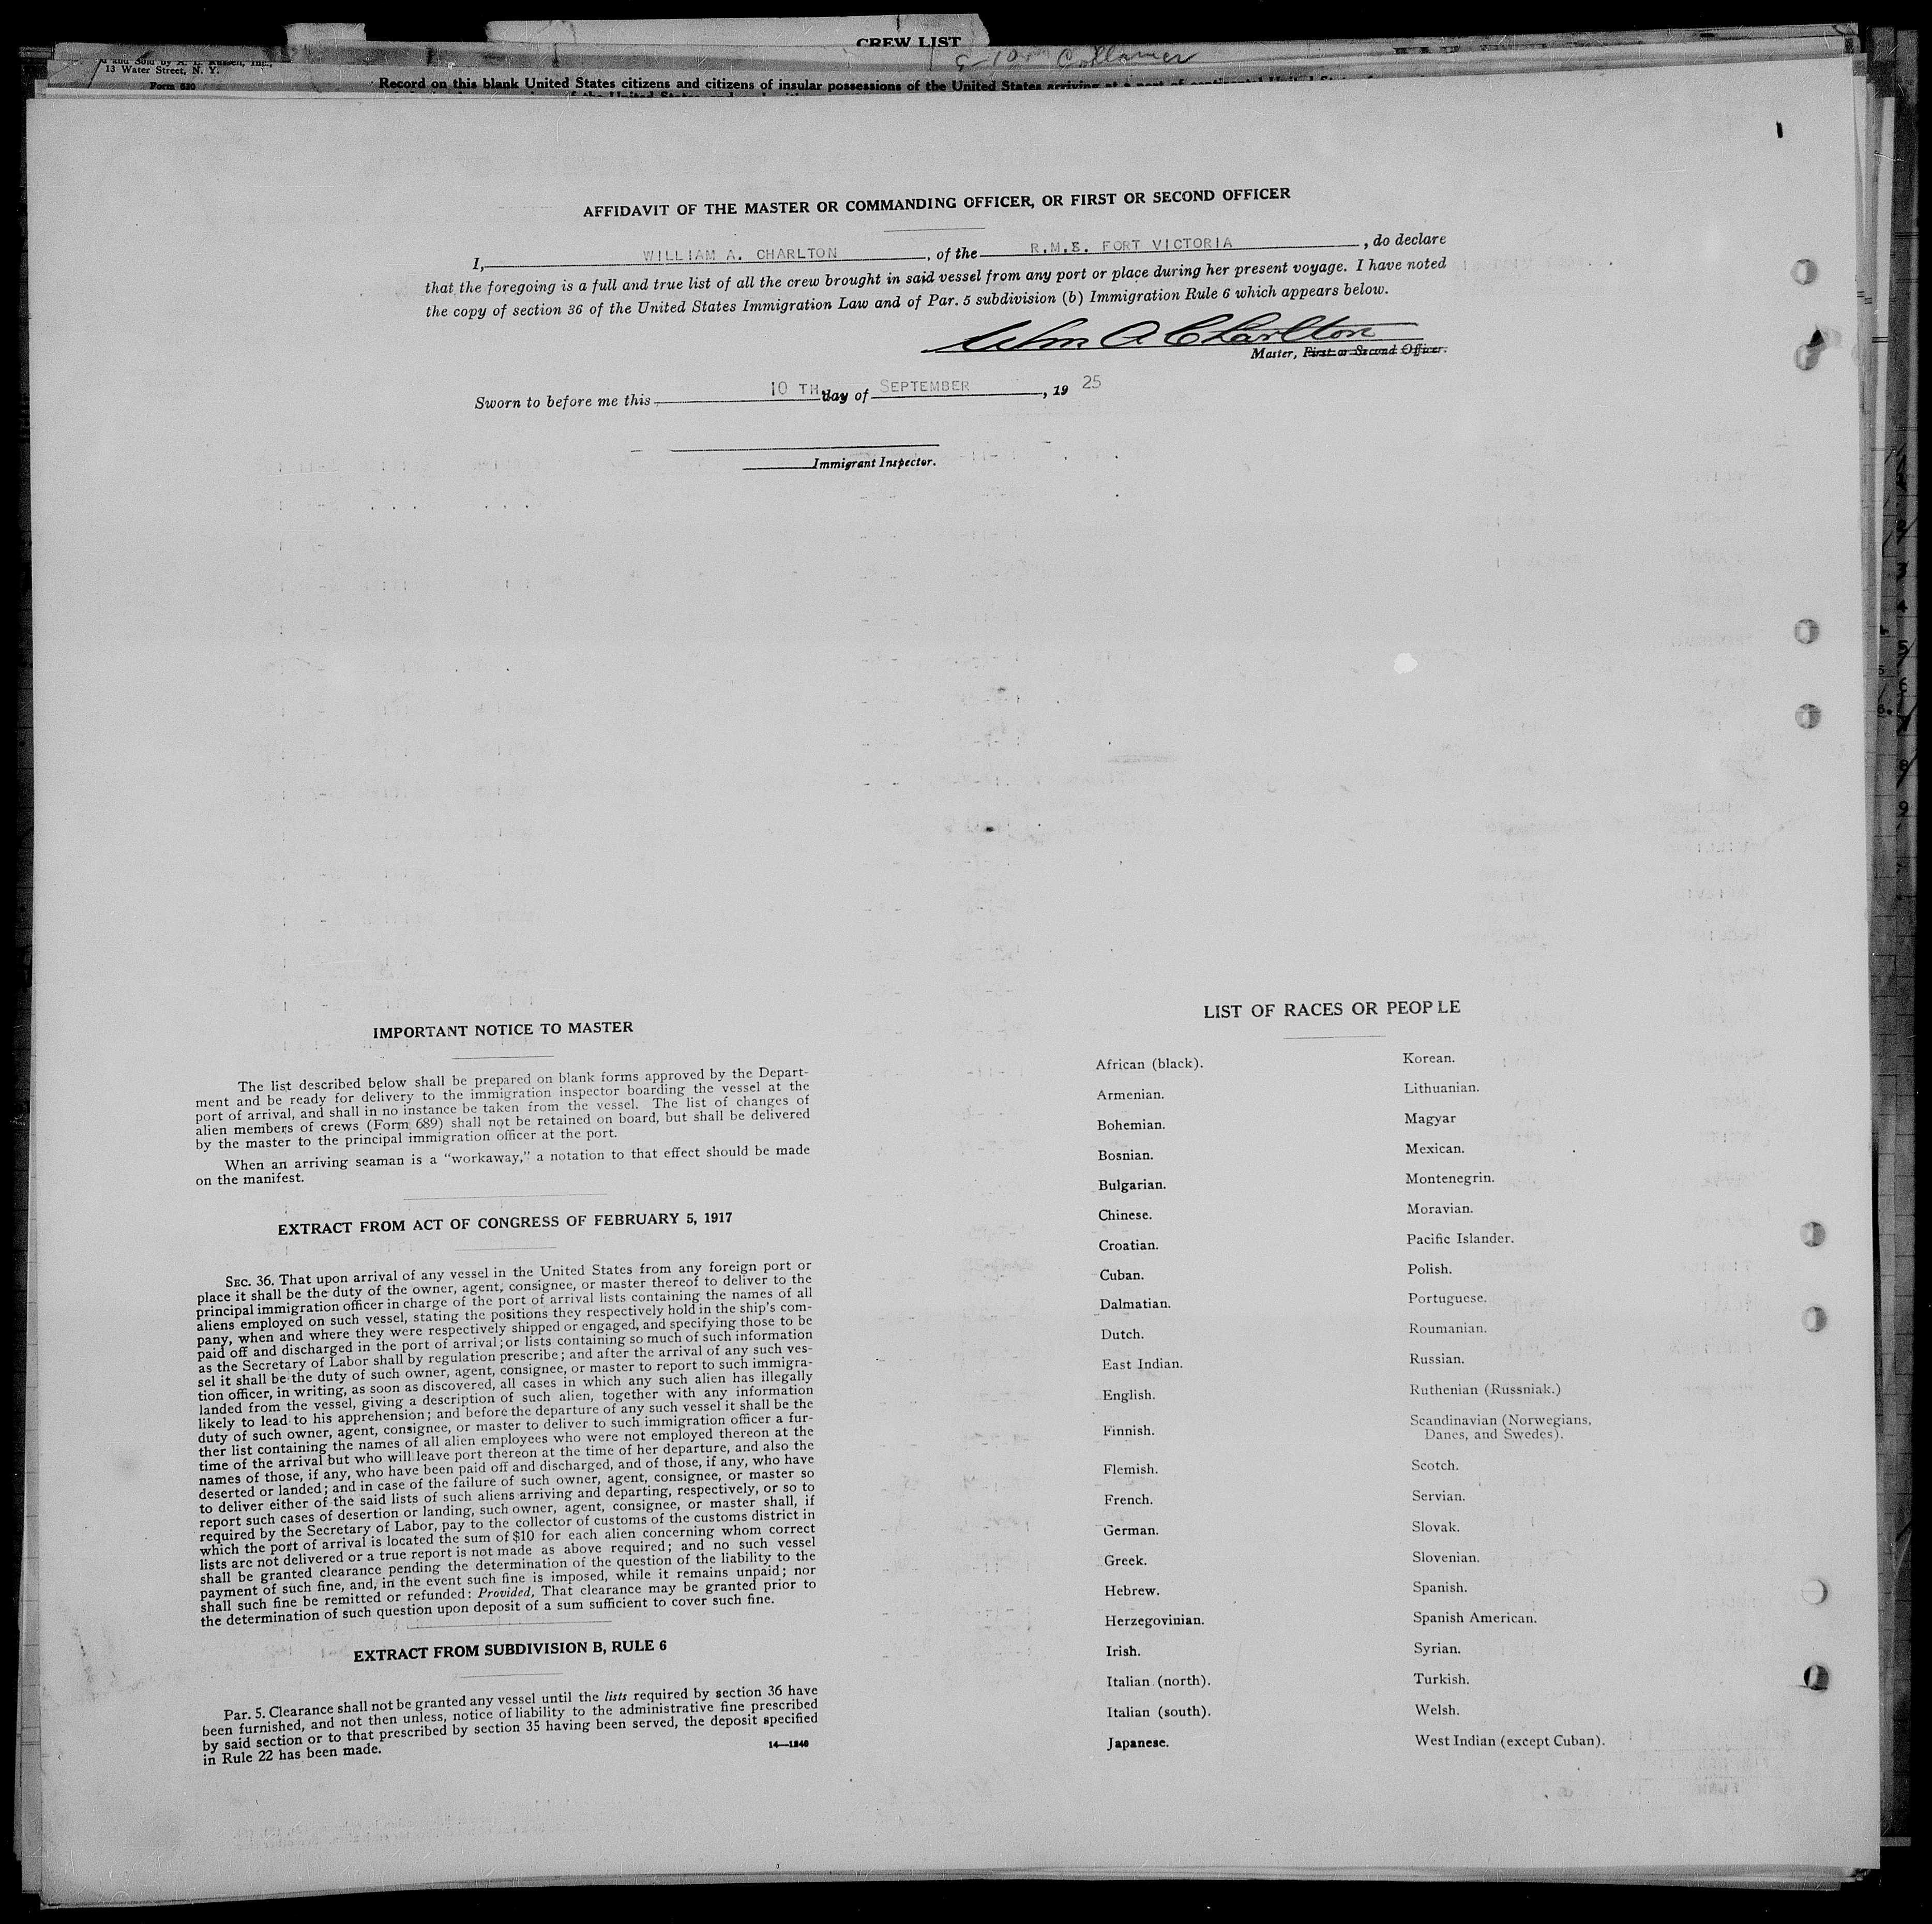 CREW LIST
13 Water Street, N. Y.
Form 680
Record on this blank United States citizens and citizens of insular possessions of the United States arriving at a port of continental United States
AFFIDAVIT OF THE MASTER OR COMMANDING OFFICER, OR FIRST OR SECOND OFFICER
I, WILLIAM A. CHARLTON, of the R.M.S. FORT VICTORIA, do declare
that the foregoing is a full and true list of all the crew brought in said vessel from any port or place during her present voyage. I have noted
the copy of section 36 of the United States Immigration Law and of Par. 5 subdivision (b) Immigration Rule 6 which appears below.
Wm A Charlton
Master, First or Second Officer.
Sworn to before me this 10 TH day of SEPTEMBER, 19 25
Immigrant Inspector.
IMPORTANT NOTICE TO MASTER
The list described below shall be prepared on blank forms approved by the Depart-
ment and be ready for delivery to the immigration inspector boarding the vessel at the
port of arrival, and shall in no instance be taken from the vessel. The list of changes of
alien members of crews (Form 689) shall not be retained on board, but shall be delivered
by the master to the principal immigration officer at the port.
When an arriving seaman is a "workaway," a notation to that effect should be made
on the manifest.
EXTRACT FROM ACT OF CONGRESS OF FEBRUARY 5, 1917
SEC. 36. That upon arrival of any vessel in the United States from any foreign port or
place it shall be the duty of the owner, agent, consignee, or master thereof to deliver to the
principal immigration officer in charge of the port of arrival lists containing the names of all
aliens employed on such vessel, stating the positions they respectively hold in the ship's com-
pany, when and where they were respectively shipped or engaged, and specifying those to be
paid off and discharged in the port of arrival; or lists containing so much of such information
as the Secretary of Labor shall by regulation prescribe; and after the arrival of any such ves-
sel it shall be the duty of such owner, agent, consignee, or master to report to such immigra-
tion officer, in writing, as soon as discovered, all cases in which any such alien has illegally
landed from the vessel, giving a description of such alien, together with any information
likely to lead to his apprehension; and before the departure of any such vessel it shall be the
duty of such owner, agent, consignee, or master to deliver to such immigration officer a fur-
ther list containing the names of all alien employees who were not employed thereon at the
time of the arrival but who will leave port thereon at the time of her departure, and also the
names of those, if any, who have been paid off and discharged, and of those, if any, who have
deserted or landed; and in case of the failure of such owner, agent, consignee, or master so
to deliver either of the said lists of such aliens arriving and departing, respectively, or so to
report such cases of desertion or landing, such owner, agent, consignee, or master shall, if
required by the Secretary of Labor, pay to the collector of customs of the customs district in
which the port of arrival is located the sum of $10 for each alien concerning whom correct
lists are not delivered or a true report is not made as above required; and no such vessel
shall be granted clearance pending the determination of the question of the liability to the
payment of such fine, and, in the event such fine is imposed, while it remains unpaid; nor
shall such fine be remitted or refunded: Provided, That clearance may be granted prior to
the determination of such question upon deposit of a sum sufficient to cover such fine.
EXTRACT FROM SUBDIVISION B, RULE 6
Par. 5. Clearance shall not be granted any vessel until the lists required by section 36 have
been furnished, and not then unless, notice of liability to the administrative fine prescribed
by said section or to that prescribed by section 35 having been served, the deposit specified
in Rule 22 has been made.
14—1240
LIST OF RACES OR PEOPLE
African (black).
Armenian.
Bohemian.
Bosnian.
Bulgarian.
Chinese.
Croatian.
Cuban.
Dalmatian.
Dutch.
East Indian.
English.
Finnish.
Flemish.
French.
German.
Greek.
Hebrew.
Herzegovinian.
Irish.
Italian (north).
Italian (south).
Japanese.
Korean.
Lithuanian.
Magyar
Mexican.
Montenegrin.
Moravian.
Pacific Islander.
Polish.
Portuguese.
Roumanian.
Russian.
Ruthenian (Russniak.)
Scandinavian (Norwegians,
Danes, and Swedes).
Scotch.
Servian.
Slovak.
Slovenian.
Spanish.
Spanish American.
Syrian.
Turkish.
Welsh.
West Indian (except Cuban).